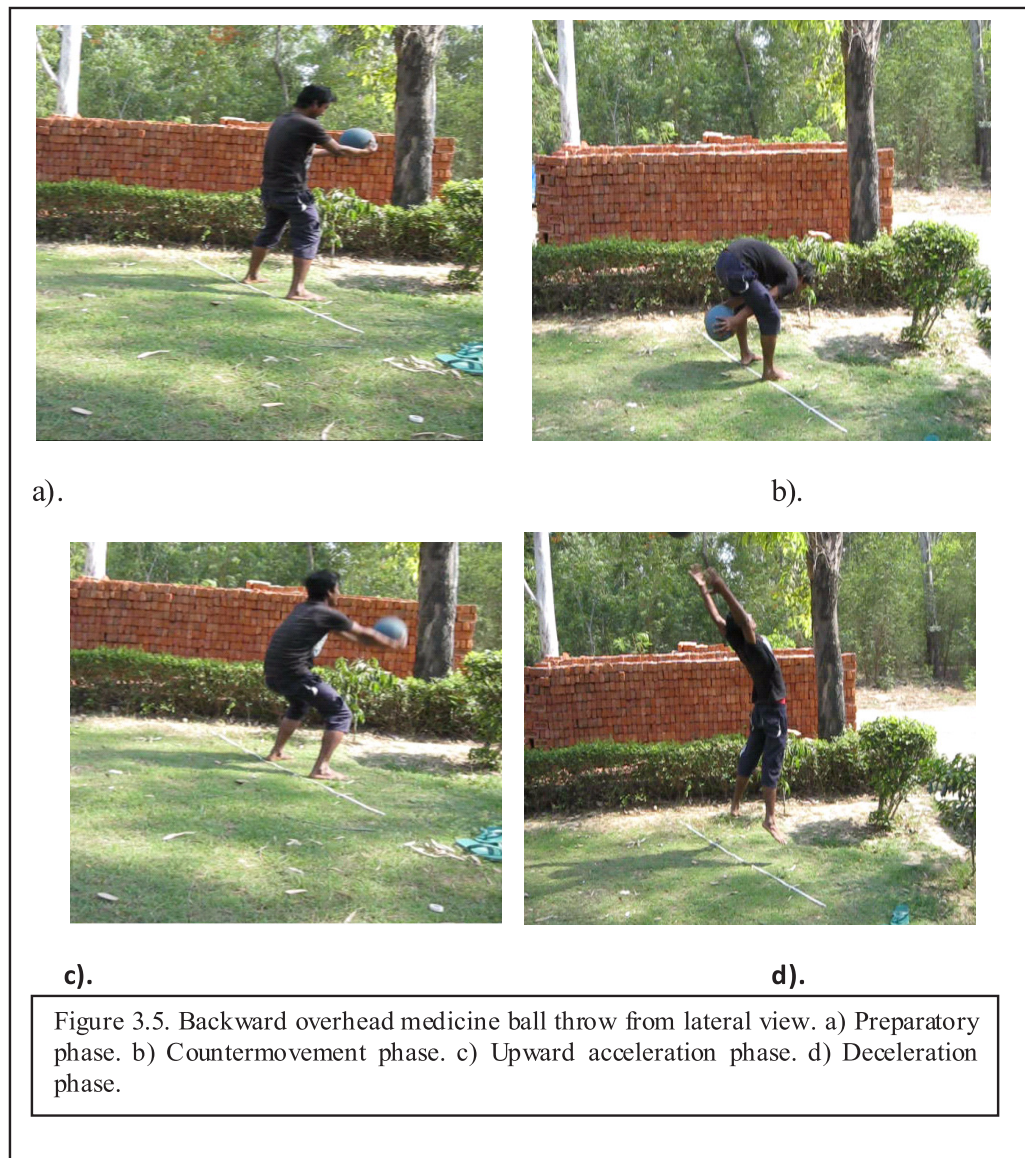 a).
b).
c).
d).
Figure 3.5. Backward overhead medicine ball throw from lateral view. a) Preparatory
phase. b) Countermovement phase. c) Upward acceleration phase. d) Deceleration
phase.